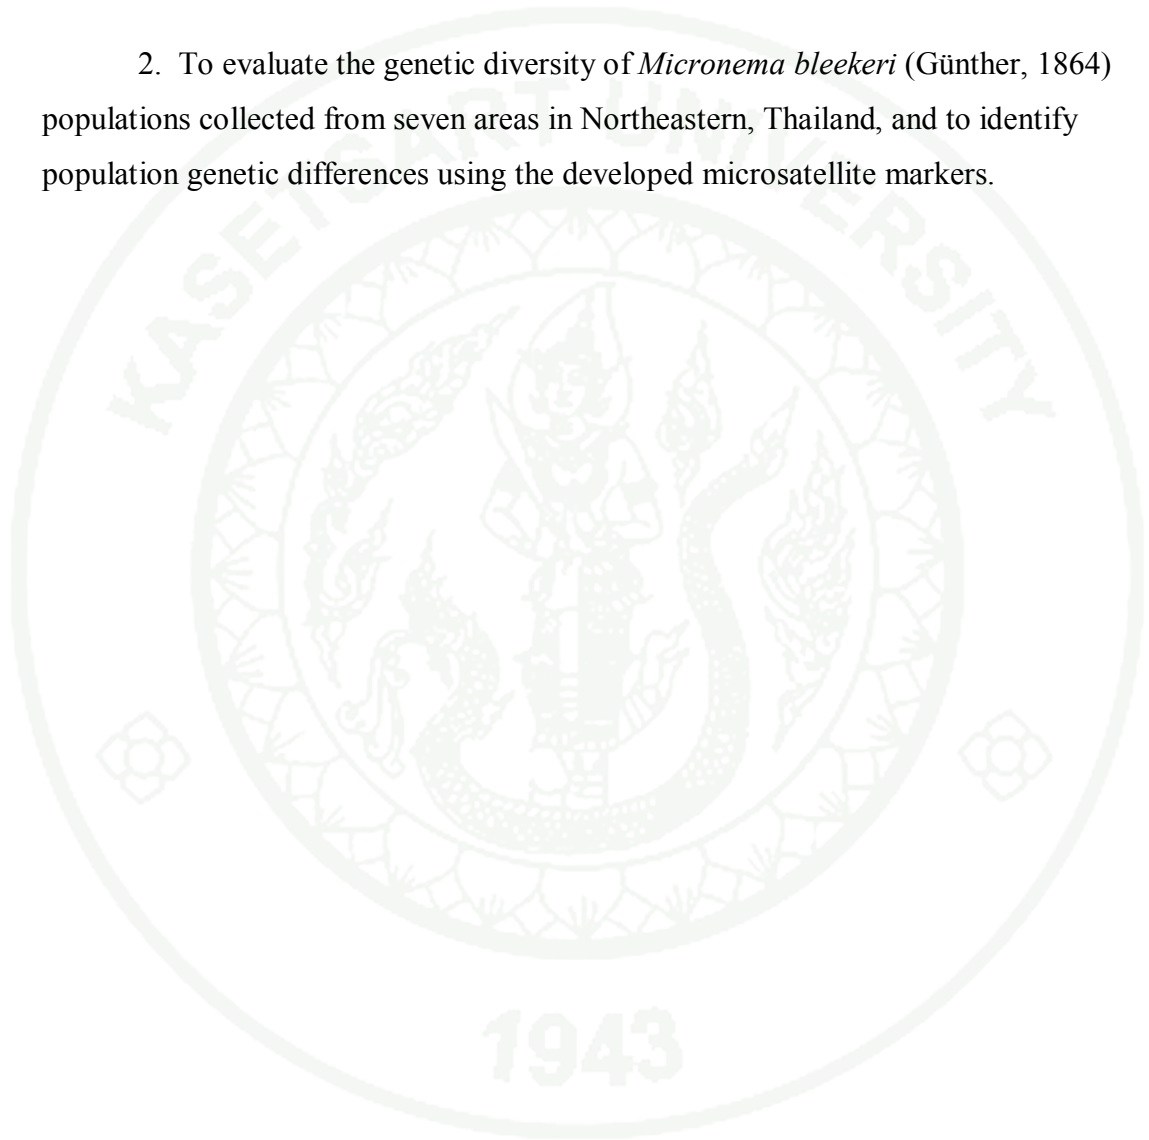 2. To evaluate the genetic diversity of Micronema bleekeri (Günther, 1864)
populations collected from seven areas in Northeastern, Thailand, and to identify
population genetic differences using the developed microsatellite markers.
KASETSART UNIVERSITY
1943